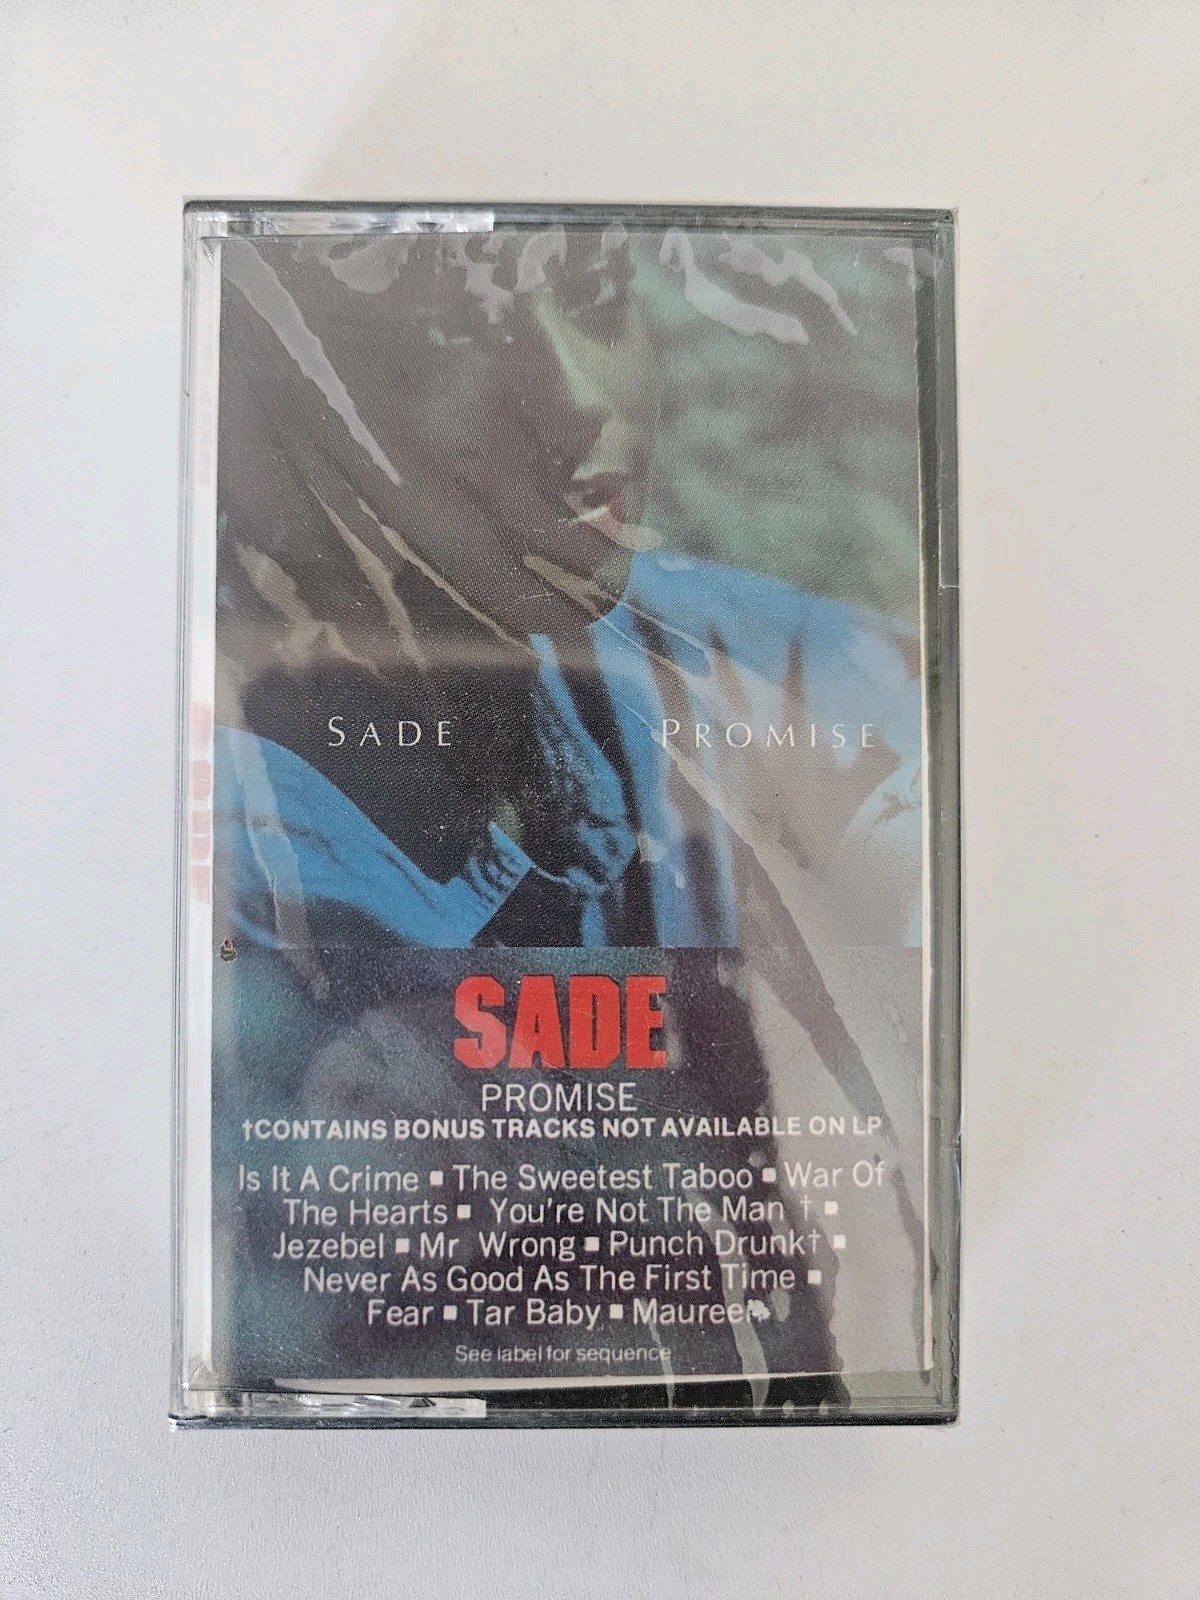 SADE PROMISE
SADE
PROMISE
†CONTAINS BONUS TRACKS NOT AVAILABLE ON LP
Is It A Crime ▪ The Sweetest Taboo ▪ War Of
The Hearts ▪ You're Not The Man † ▪
Jezebel ▪ Mr Wrong ▪ Punch Drunk† ▪
Never As Good As The First Time ▪
Fear ▪ Tar Baby ▪ Maureen
See label for sequence